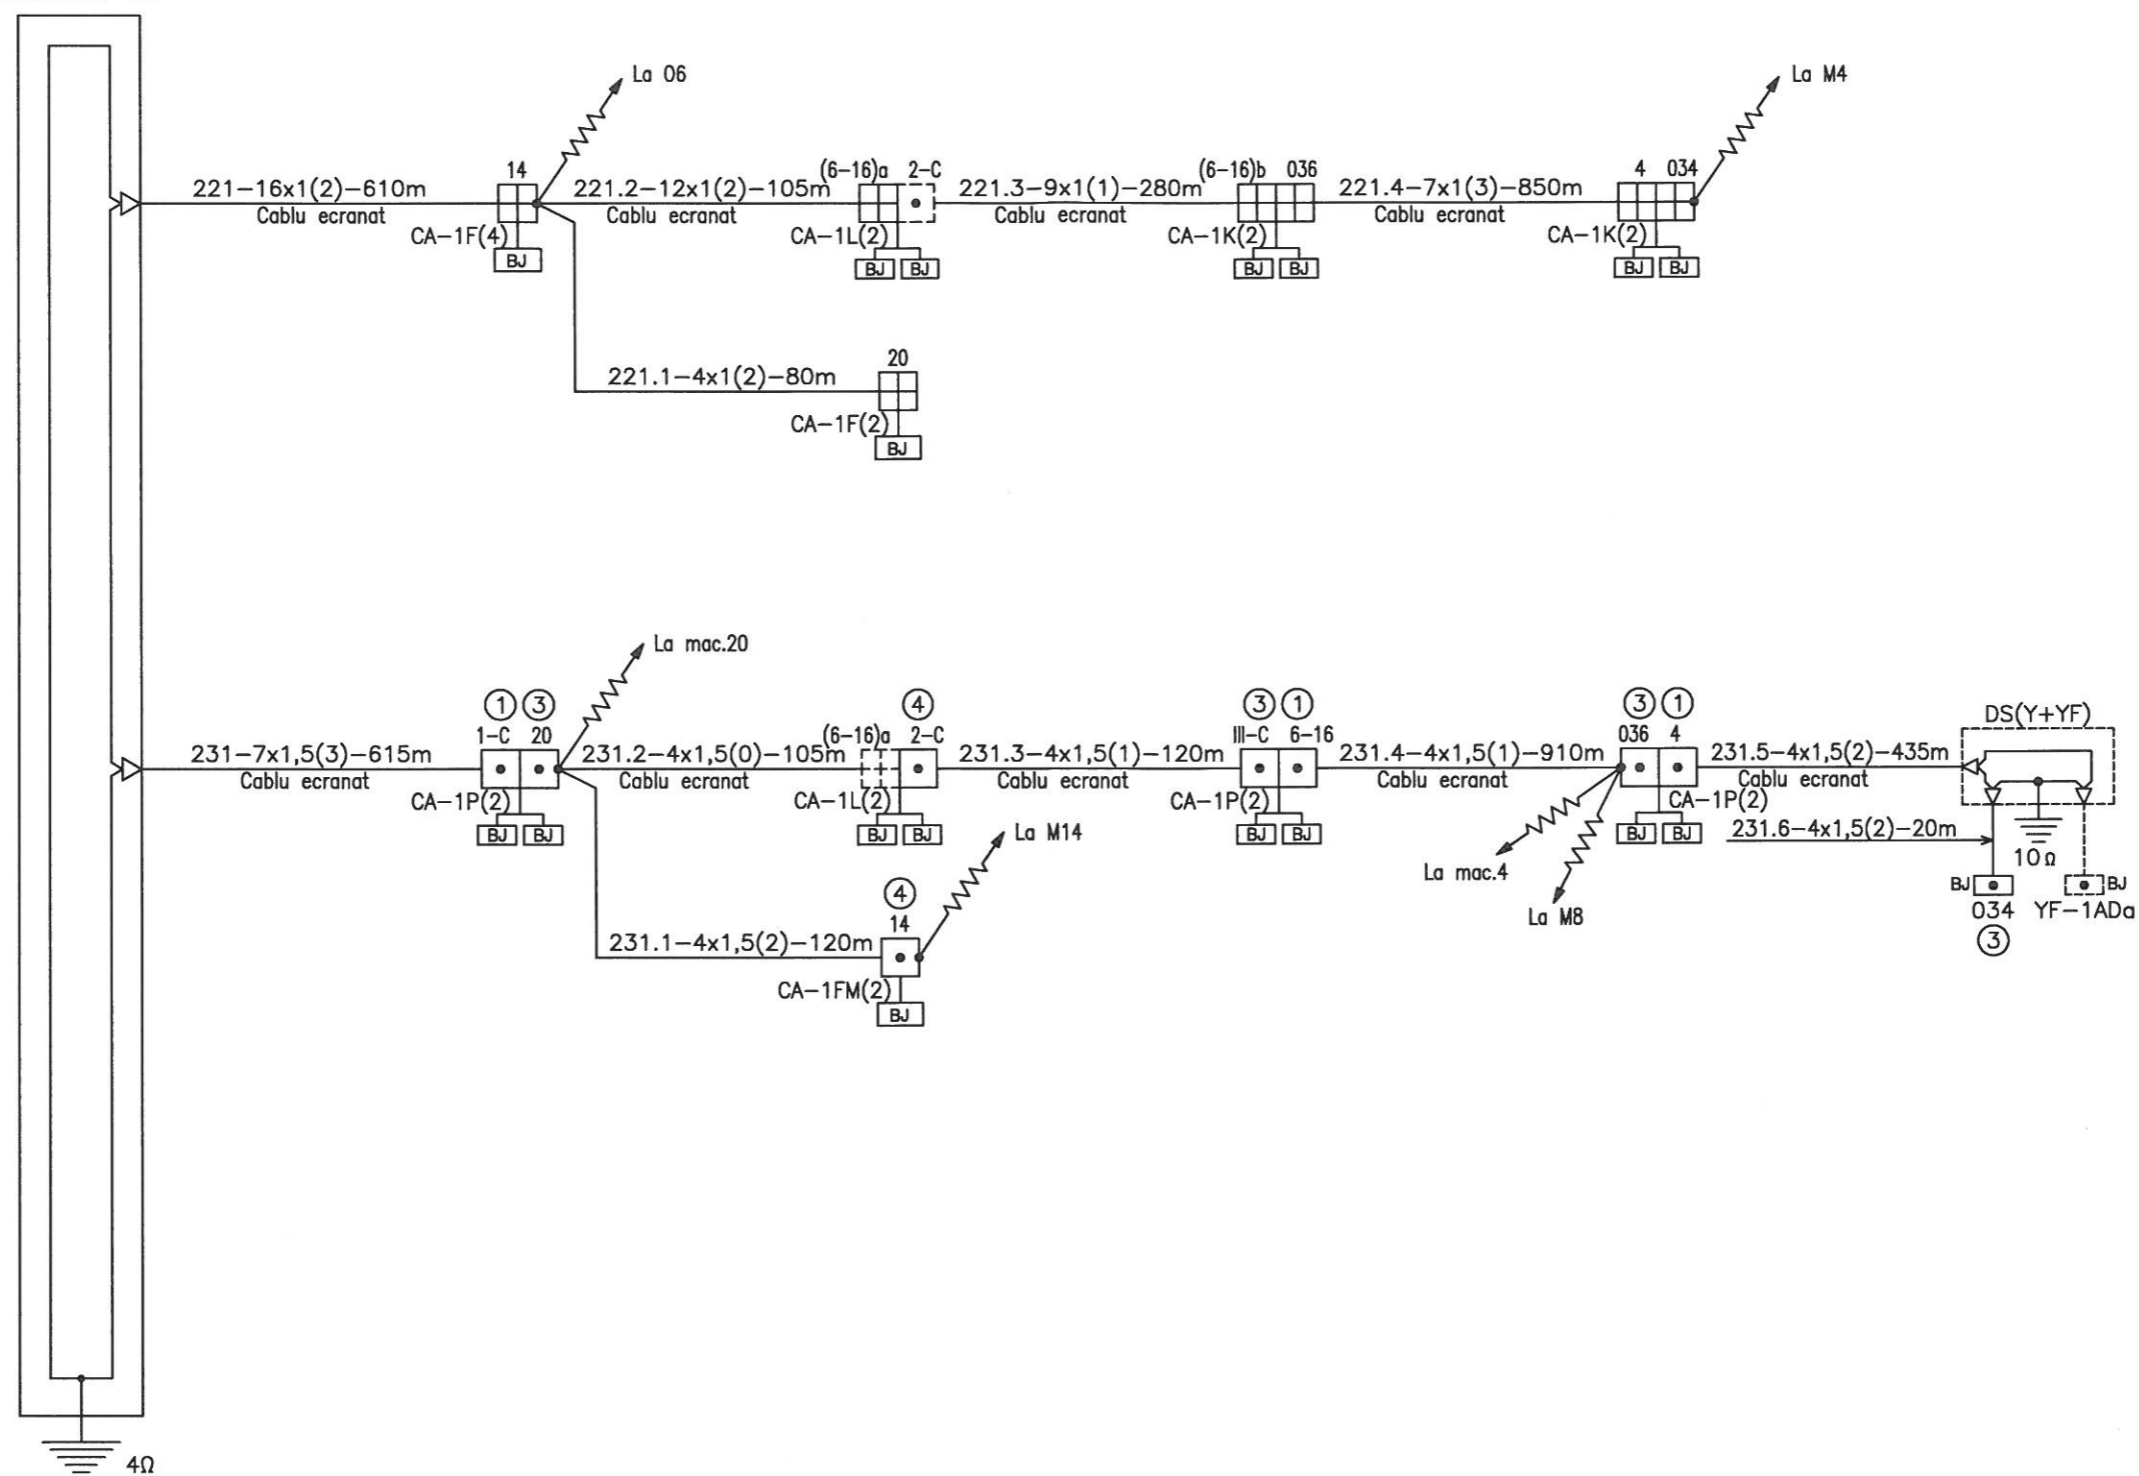 La 06
La M4
14
(6-16)a 2-C
(6-16)b 036
4 034
221-16x1(2)-610m
Cablu ecranat
221.2-12x1(2)-105m
Cablu ecranat
221.3-9x1(1)-280m
Cablu ecranat
221.4-7x1(3)-850m
Cablu ecranat
CA-1F(4)
BJ
CA-1L(2)
BJ BJ
CA-1K(2)
BJ BJ
CA-1K(2)
BJ BJ
20
221.1-4x1(2)-80m
CA-1F(2)
BJ
La mac.20
1 3
1-C 20
4
(6-16)a 2-C
3 1
III-C 6-16
3 1
036 4
DS(Y+YF)
231-7x1,5(3)-615m
Cablu ecranat
231.2-4x1,5(0)-105m
Cablu ecranat
231.3-4x1,5(1)-120m
Cablu ecranat
231.4-4x1,5(1)-910m
Cablu ecranat
231.5-4x1,5(2)-435m
Cablu ecranat
CA-1P(2)
BJ BJ
CA-1L(2)
BJ BJ
CA-1P(2)
BJ BJ
CA-1P(2)
BJ BJ
La M14
231.6-4x1,5(2)-20m
10Ω
La mac.4
La M8
BJ
034
3
BJ
YF-1ADa
4
14
231.1-4x1,5(2)-120m
CA-1FM(2)
BJ
4Ω